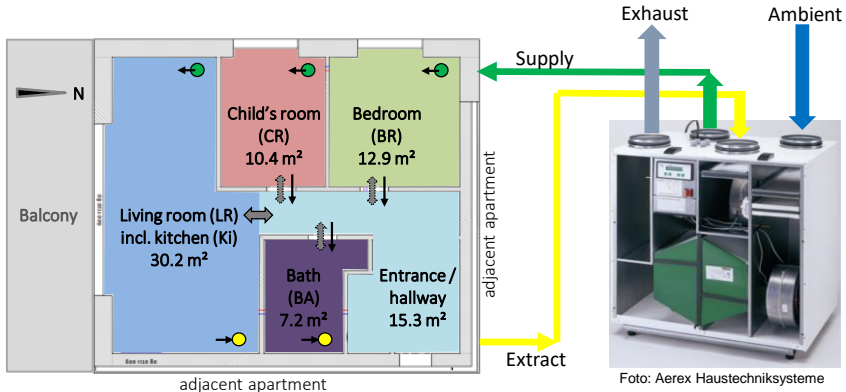 Exhaust
Ambient
Supply
N
Child's room
(CR)
10.4 m²
Bedroom
(BR)
12.9 m²
Balcony
Living room (LR)
incl. kitchen (Ki)
30.2 m²
Bath
(BA)
7.2 m²
Entrance /
hallway
15.3 m²
adjacent apartment
Extract
adjacent apartment
Foto: Aerex Haustechniksysteme